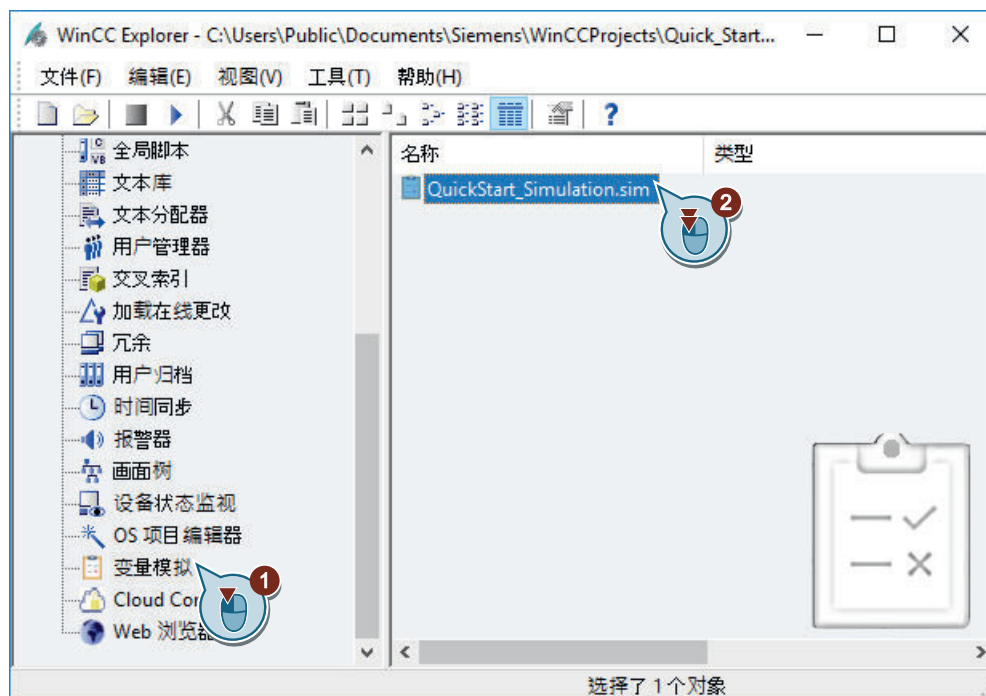 WinCC Explorer - C:\Users\Public\Documents\Siemens\WinCCProjects\Quick_Start...
文件(F) 编辑(E) 视图(V) 工具(T) 帮助(H)
全局脚本
文本库
文本分配器
用户管理器
交叉索引
加载在线更改
冗余
用户归档
时间同步
报警器
画面树
设备状态监视
OS 项目编辑器
变量模拟
Cloud
Web 浏览器
1
名称 类型
QuickStart_Simulation.sim
2
选择了 1 个对象